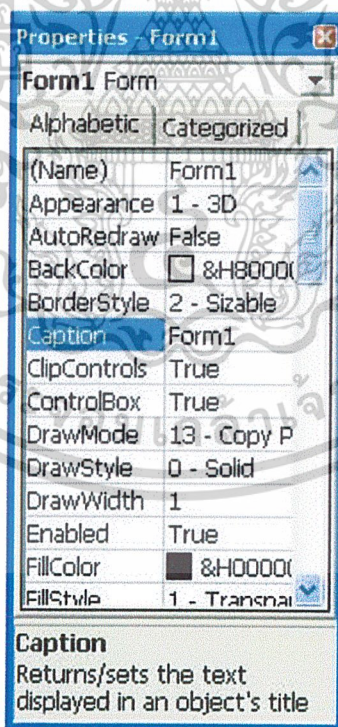 Properties - Form1
Form1 Form
Alphabetic Categorized
(Name) Form1
Appearance 1 - 3D
AutoRedraw False
BackColor &H8000(
BorderStyle 2 - Sizable
Caption Form1
ClipControls True
ControlBox True
DrawMode 13 - Copy P
DrawStyle 0 - Solid
DrawWidth 1
Enabled True
FillColor &H0000(
FillStyle 1 - Transpar
Caption
Returns/sets the text
displayed in an object's title